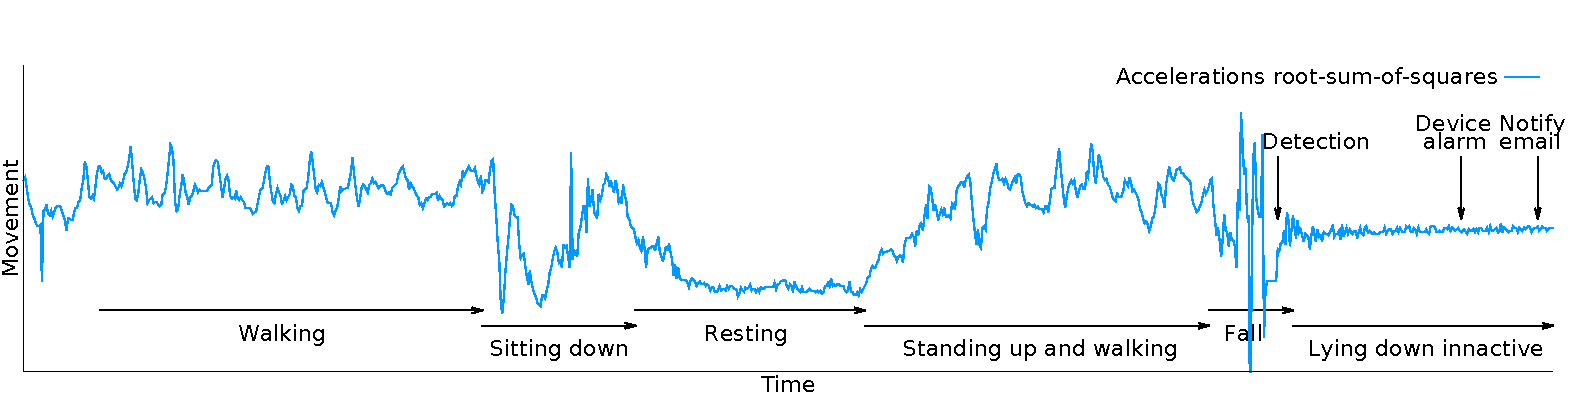 Accelerations root-sum-of-squares
Device Notify
Detection alarm email
Movement
Walking
Resting
Fall
Sitting down
Standing up and walking
Lying down innactive
Time